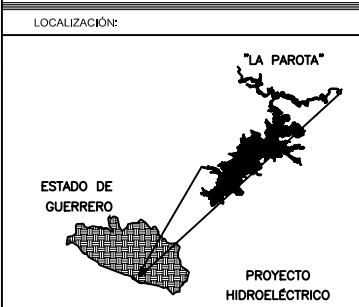 LOCALIZACIÓN:
"LA PAROTA"
ESTADO DE
GUERRERO
PROYECTO
HIDROELÉCTRICO